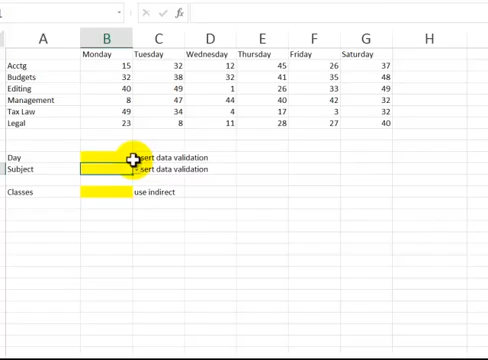 A B C D E F G H
Monday Tuesday Wednesday Thursday Friday Saturday
Acctg 15 32 12 45 26 37
Budgets 32 38 32 41 35 48
Editing 40 49 1 26 33 49
Management 8 47 44 40 42 32
Tax Law 49 34 4 17 3 32
Legal 23 8 11 28 27 40
Day sert data validation
Subject sert data validation
Classes use indirect